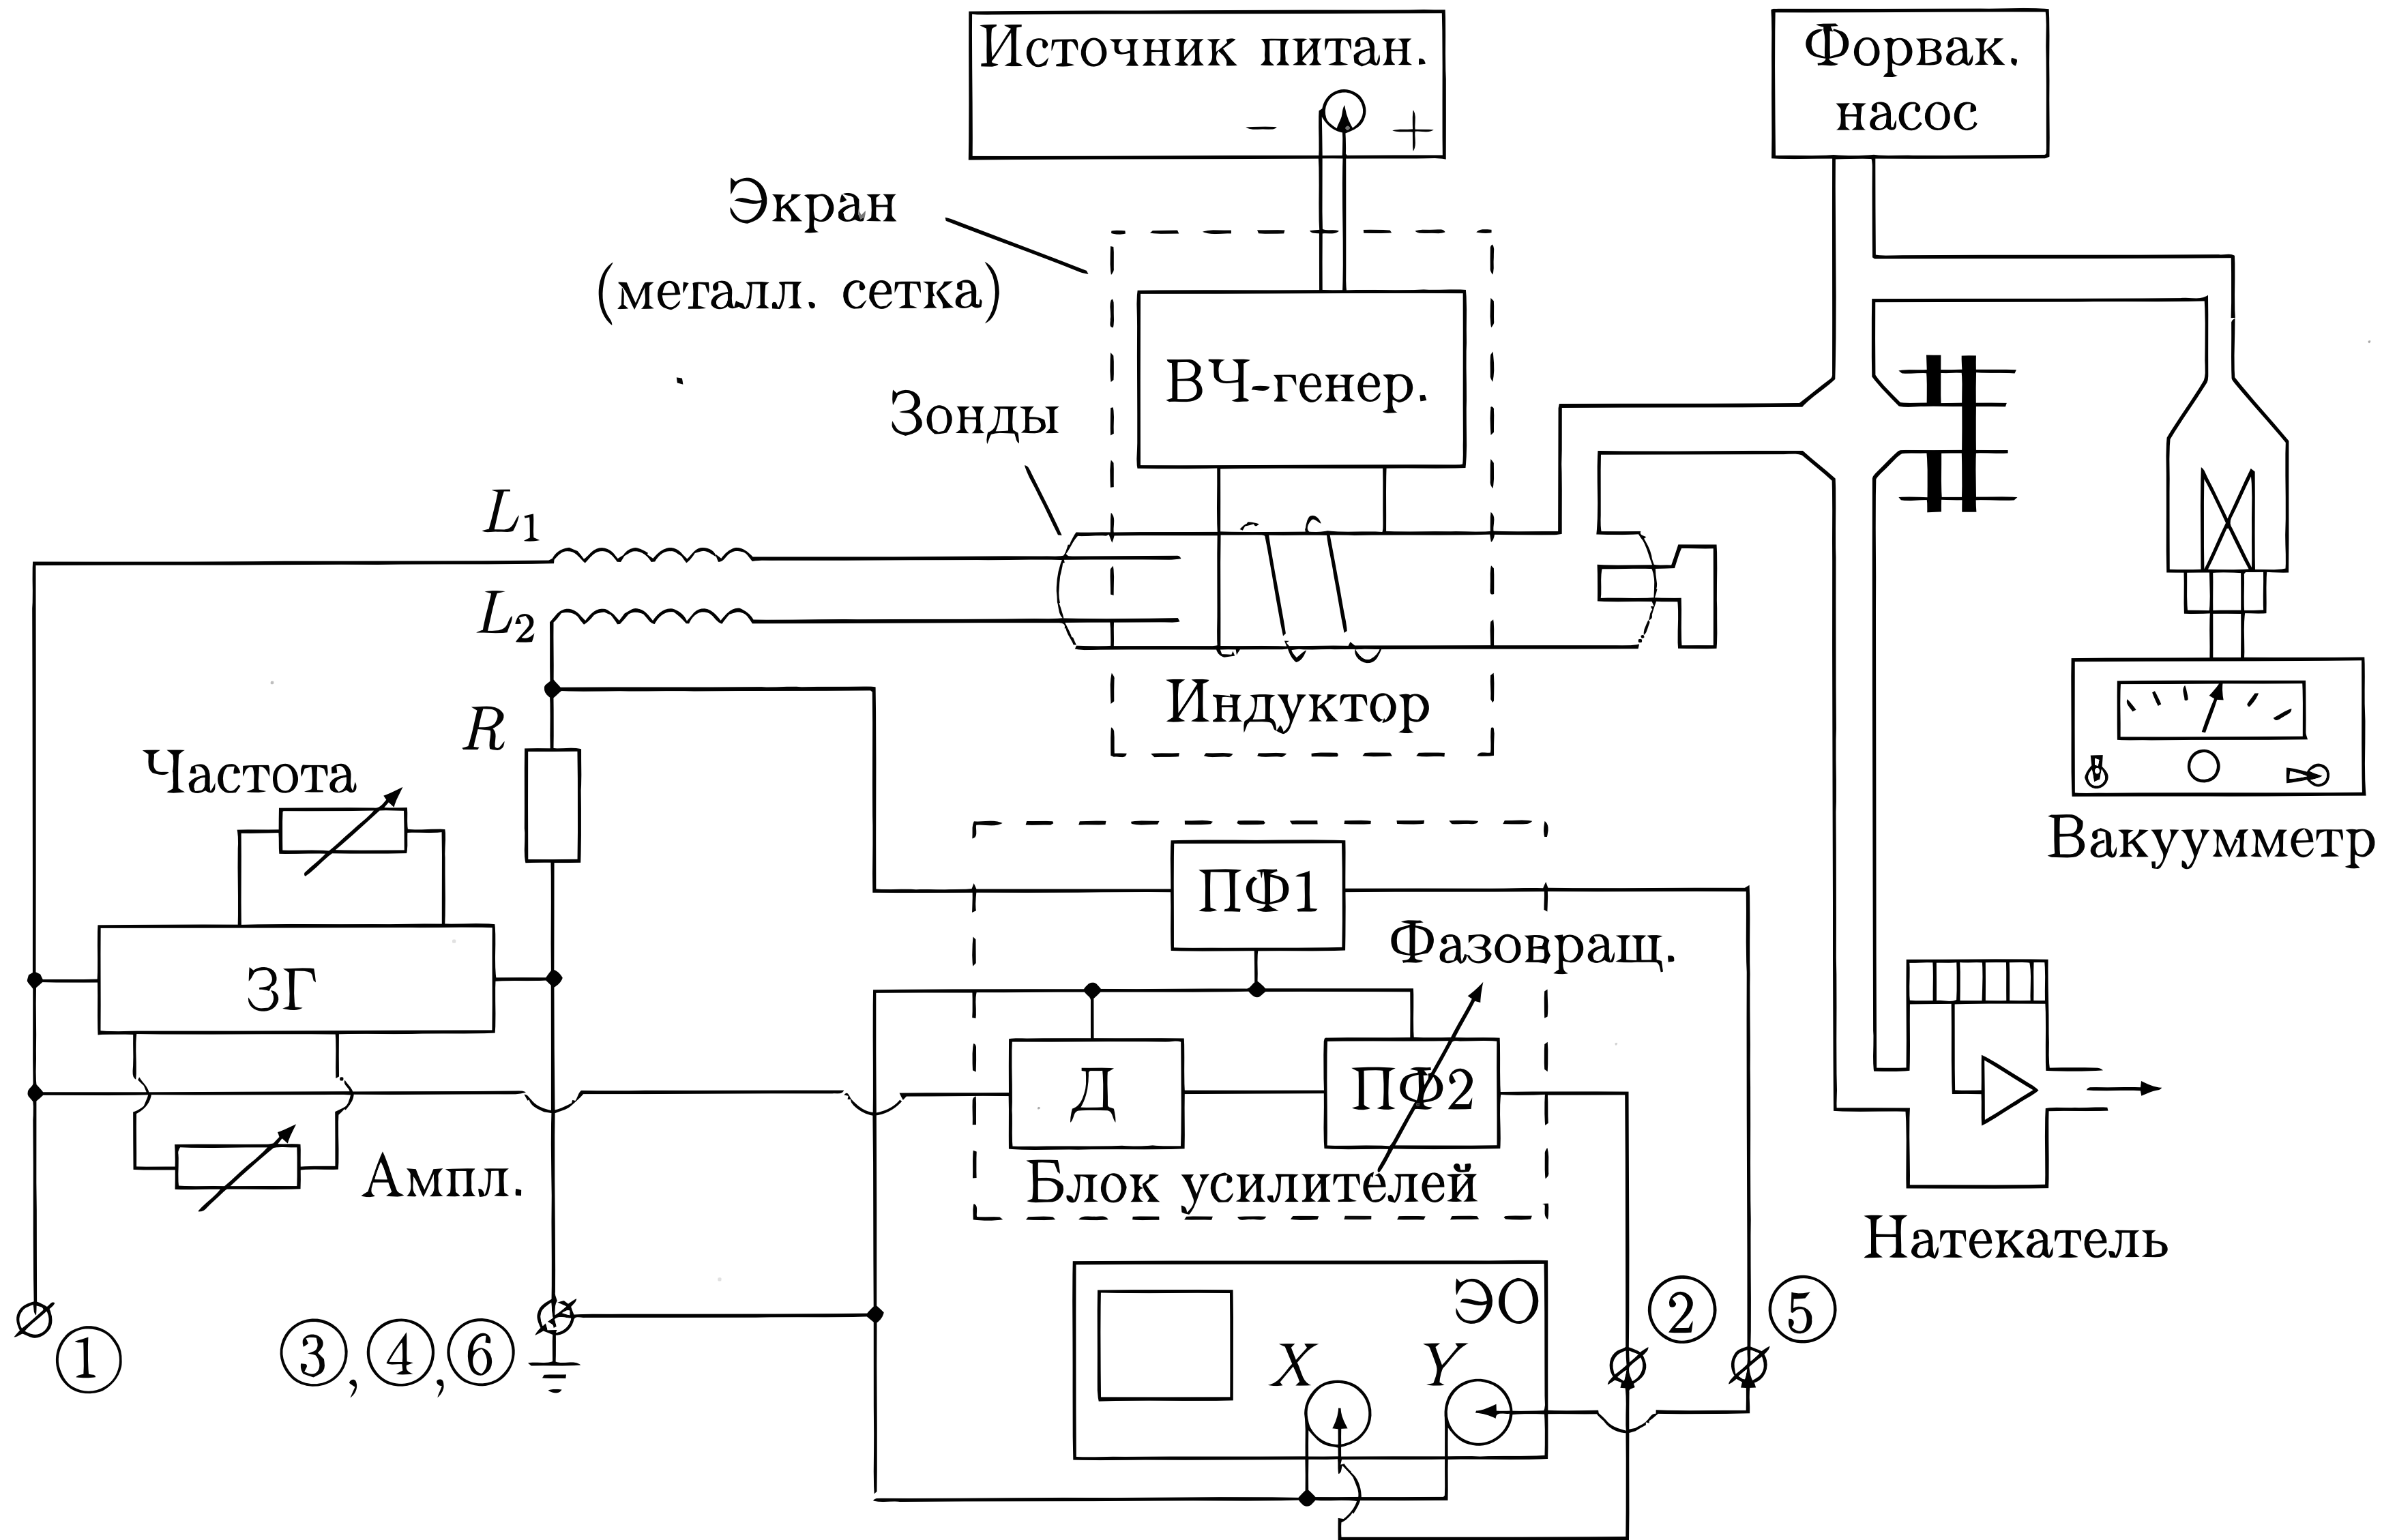 Источник питан.
− +
Форвак.
насос
Экран
(металл. сетка)
ВЧ-генер.
Зонды
L1
L2
Индуктор
R
Частота
Вакуумметр
ПФ1
Фазовращ.
ЗГ
Д
ПФ2
Ампл.
Блок усилителей
Натекатель
ЭО
2
5
1
3, 4, 6
X
Y